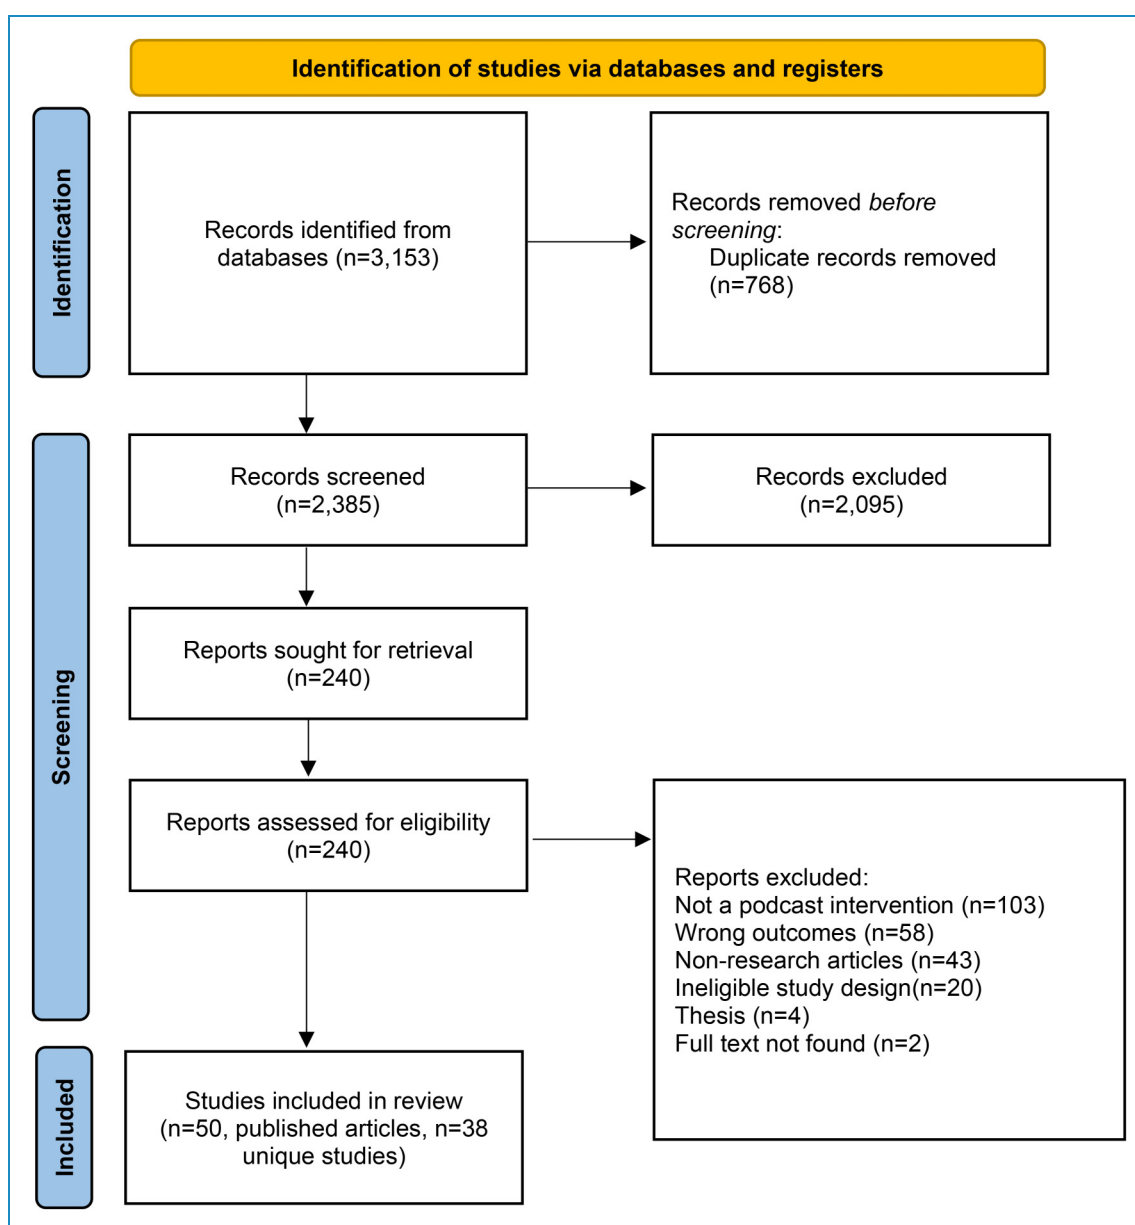 Identification of studies via databases and registers
Identification
Records identified from
databases (n=3,153)
Records removed before
screening:
Duplicate records removed
(n=768)
Screening
Records screened
(n=2,385)
Records excluded
(n=2,095)
Reports sought for retrieval
(n=240)
Reports assessed for eligibility
(n=240)
Reports excluded:
Not a podcast intervention (n=103)
Wrong outcomes (n=58)
Non-research articles (n=43)
Ineligible study design(n=20)
Thesis (n=4)
Full text not found (n=2)
Included
Studies included in review
(n=50, published articles, n=38
unique studies)